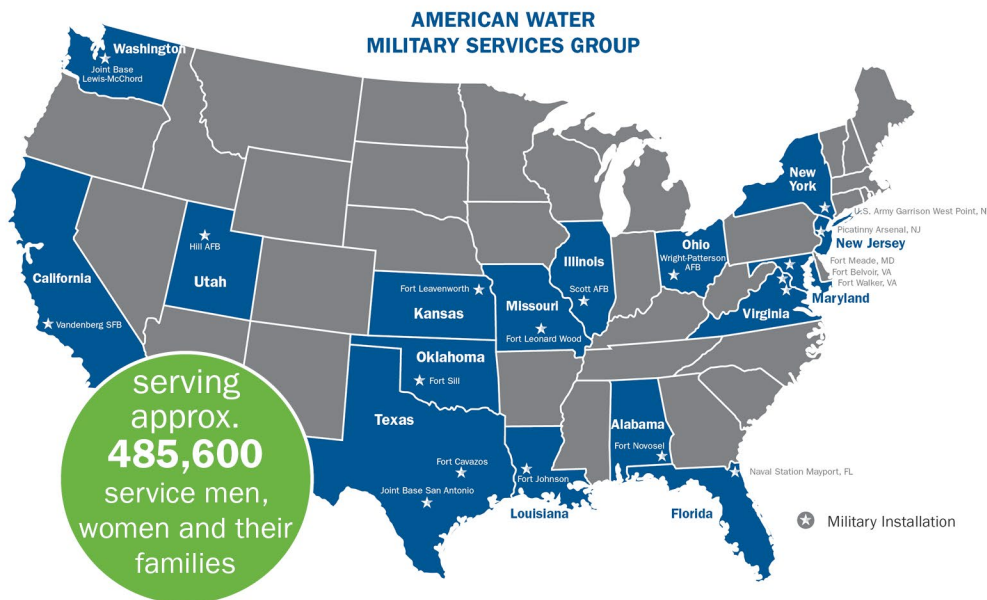 AMERICAN WATER
MILITARY SERVICES GROUP
Washington
Joint Base
Lewis-McChord
New
York
U.S. Army Garrison West Point, N
Picatinny Arsenal, NJ
New Jersey
Ohio
Wright-Patterson
AFB
Fort Meade, MD
Fort Belvoir, VA
Fort Walker, VA
Maryland
Virginia
Hill AFB
Utah
California
Vandenberg SFB
Illinois
Scott AFB
Fort Leavenworth
Kansas
Missouri
Fort Leonard Wood
Oklahoma
Fort Sill
Texas
Fort Cavazos
Joint Base San Antonio
Alabama
Fort Novosel
Fort Johnson
Louisiana
Naval Station Mayport, FL
Florida
serving
approx.
485,600
service men,
women and their
families
Military Installation